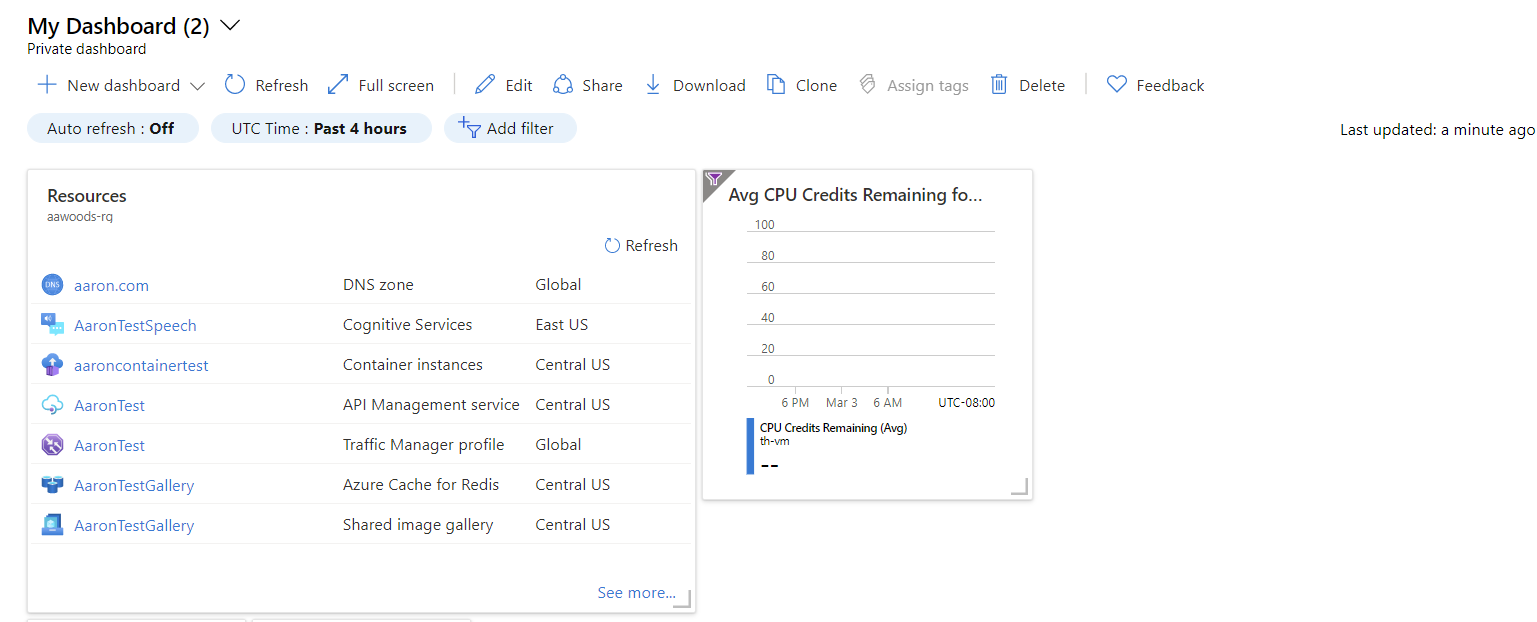 My Dashboard (2)
Private dashboard
New dashboard Refresh Full screen Edit Share Download Clone Assign tags Delete Feedback
Auto refresh : Off UTC Time : Past 4 hours Add filter Last updated: a minute ago
Resources
aawoods-rg
Refresh
DNS aaron.com DNS zone Global
AaronTestSpeech Cognitive Services East US
aaroncontainertest Container instances Central US
AaronTest API Management service Central US
AaronTest Traffic Manager profile Global
AaronTestGallery Azure Cache for Redis Central US
AaronTestGallery Shared image gallery Central US
See more...
Avg CPU Credits Remaining fo...
100
80
60
40
20
0
6 PM Mar 3 6 AM UTC-08:00
CPU Credits Remaining (Avg)
th-vm
--